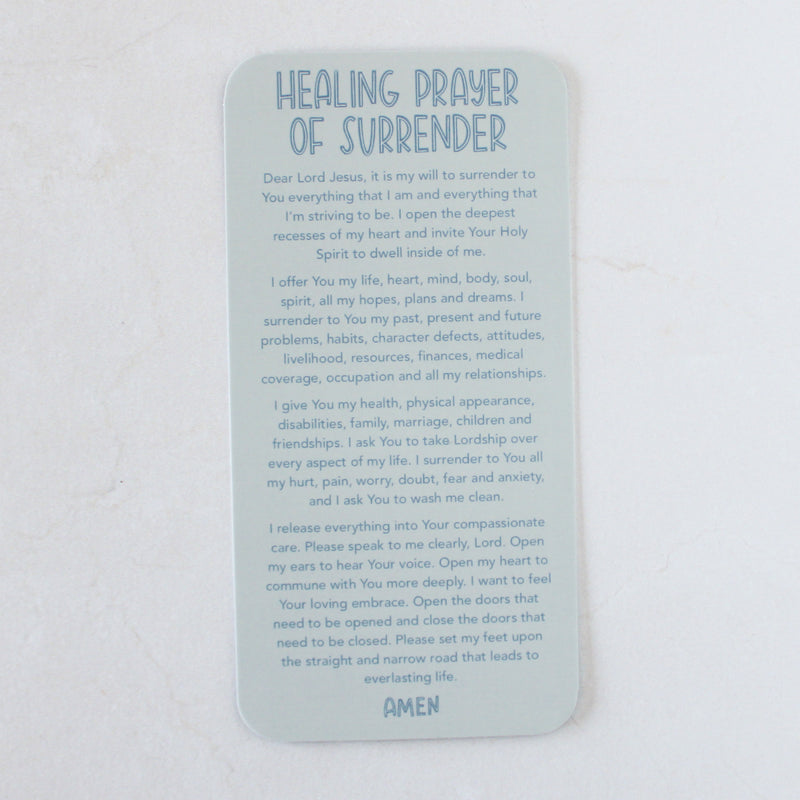 HEALING PRAYER
OF SURRENDER
Dear Lord Jesus, it is my will to surrender to
You everything that I am and everything that
I'm striving to be. I open the deepest
recesses of my heart and invite Your Holy
Spirit to dwell inside of me.
I offer You my life, heart, mind, body, soul,
spirit, all my hopes, plans and dreams. I
surrender to You my past, present and future
problems, habits, character defects, attitudes,
livelihood, resources, finances, medical
coverage, occupation and all my relationships.
I give You my health, physical appearance,
disabilities, family, marriage, children and
friendships. I ask You to take Lordship over
every aspect of my life. I surrender to You all
my hurt, pain, worry, doubt, fear and anxiety,
and I ask You to wash me clean.
I release everything into Your compassionate
care. Please speak to me clearly, Lord. Open
my ears to hear Your voice. Open my heart to
commune with You more deeply. I want to feel
Your loving embrace. Open the doors that
need to be opened and close the doors that
need to be closed. Please set my feet upon
the straight and narrow road that leads to
everlasting life.
AMEN